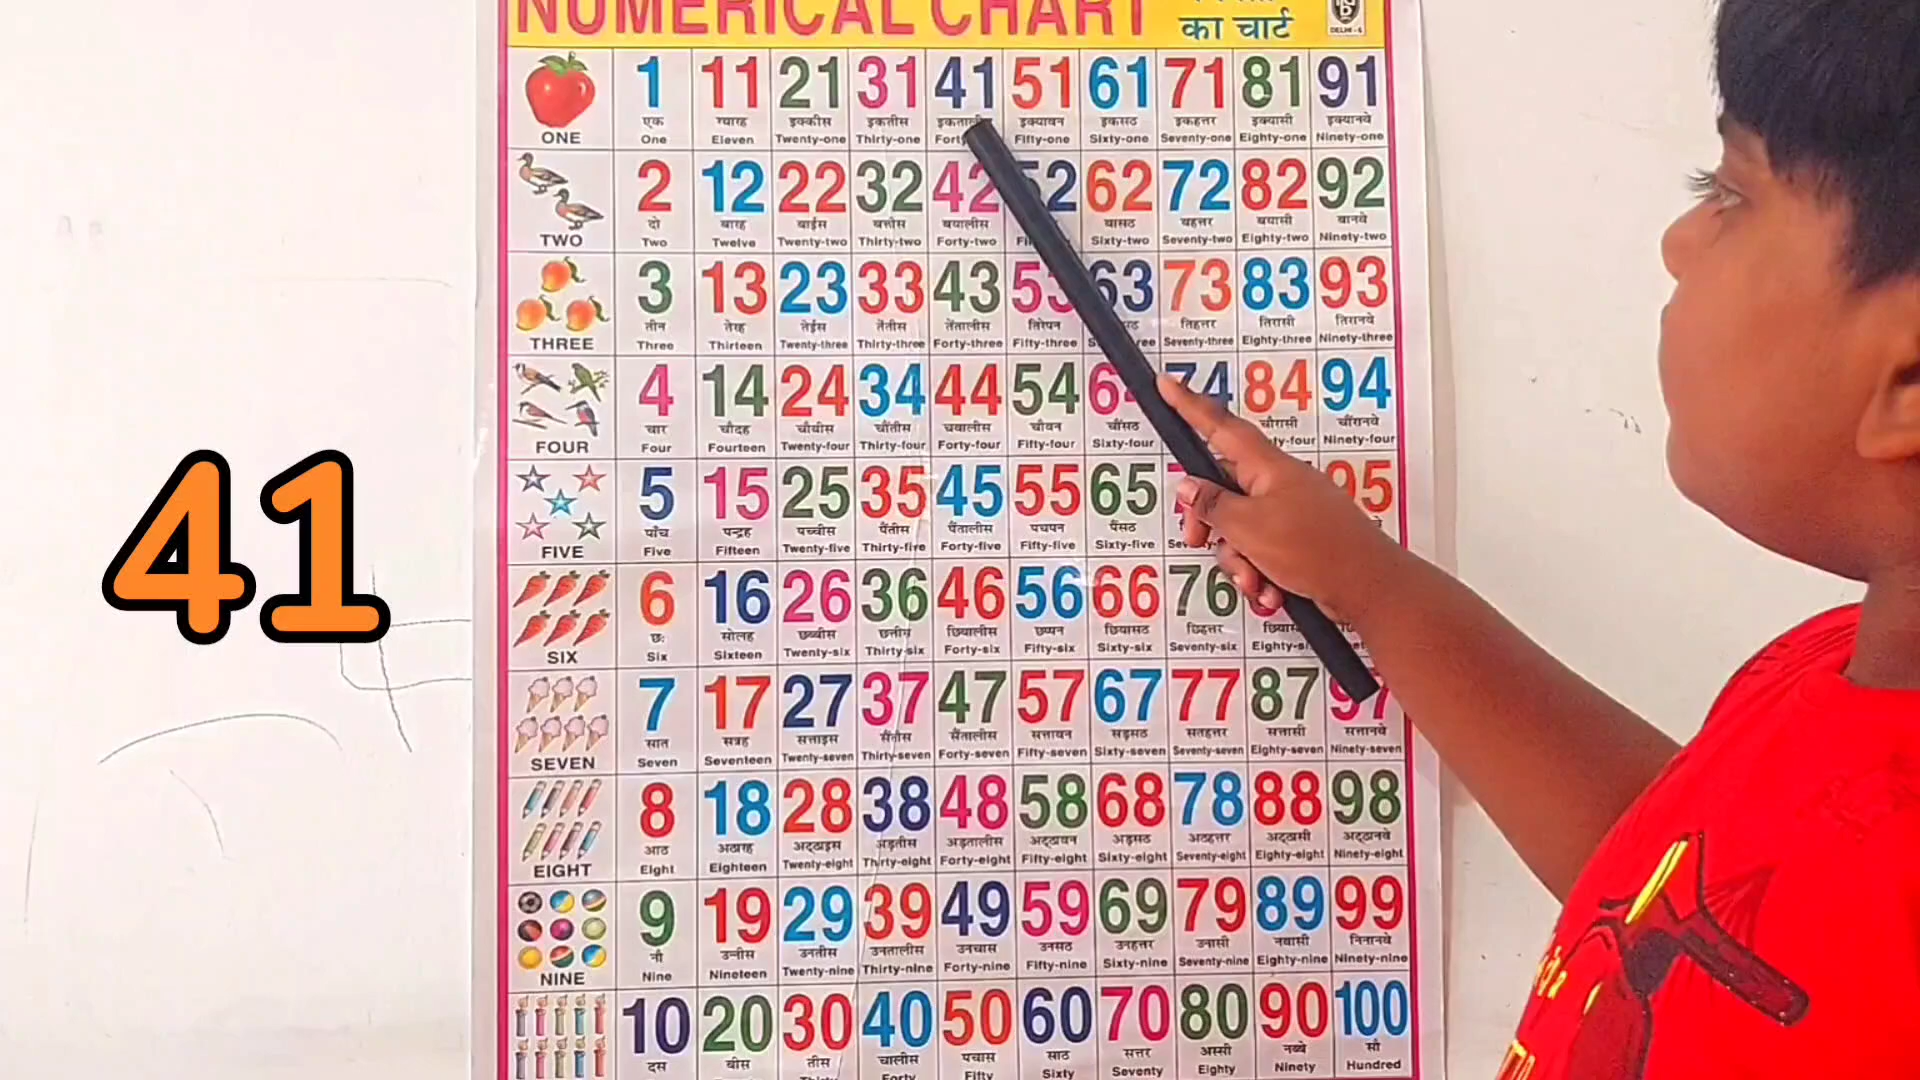 NUMERICAL CHART
का चार्ट
DELHI-6
1 11 21 31 41 51 61 71 81 91
एक ग्यारह इक्कीस इकतीस इक्यावन इकसठ इकहत्तर इक्यासी इक्यानवे
ONE One Eleven Twenty-one Thirty-one Fifty-one Sixty-one Seventy-one Eighty-one Ninety-one
2 12 22 32 42 52 62 72 82 92
दो बारह बाईस बत्तीस बयालीस बासठ बहत्तर बयासी बानवे
TWO Two Twelve Twenty-two Thirty-two Forty-two Sixty-two Seventy-two Eighty-two Ninety-two
3 13 23 33 43 53 63 73 83 93
तीन तेरह तेईस तेंतीस तेंतालीस तिरेपन तिहत्तर तिरासी तिरानवे
THREE Three Thirteen Twenty-three Thirty-three Forty-three Fifty-three Seventy-three Eighty-three Ninety-three
4 14 24 34 44 54 64 74 84 94
चार चौदह चौबीस चौंतीस चवालीस चौवन चौंसठ चौरासी चौंरानवे
FOUR Four Fourteen Twenty-four Thirty-four Forty-four Fifty-four Sixty-four Ninety-four
41
5 15 25 35 45 55 65 95
पाँच पन्द्रह पच्चीस पैंतीस पैंतालीस पचपन पैंसठ
FIVE Five Fifteen Twenty-five Thirty-five Forty-five Fifty-five Sixty-five
6 16 26 36 46 56 66 76
छः सोलह छब्बीस छत्तीस छियालीस छप्पन छियासठ छिहत्तर
SIX Six Sixteen Twenty-six Thirty-six Forty-six Fifty-six Sixty-six Seventy-six
7 17 27 37 47 57 67 77 87 97
सात सत्रह सत्ताइस सैंतीस सैंतालीस सत्तावन सड़सठ सतहत्तर सत्तासी सत्तानवे
SEVEN Seven Seventeen Twenty-seven Thirty-seven Forty-seven Fifty-seven Sixty-seven Seventy-seven Eighty-seven Ninety-seven
8 18 28 38 48 58 68 78 88 98
आठ अठारह अट्ठाइस अड़तीस अड़तालीस अट्ठावन अड़सठ अठहत्तर अट्ठासी अट्ठानवे
EIGHT Eight Eighteen Twenty-eight Thirty-eight Forty-eight Fifty-eight Sixty-eight Seventy-eight Eighty-eight Ninety-eight
9 19 29 39 49 59 69 79 89 99
नौ उन्नीस उनतीस उनतालीस उनचास उनसठ उनहत्तर उनासी नवासी निनानवे
NINE Nine Nineteen Twenty-nine Thirty-nine Forty-nine Fifty-nine Sixty-nine Seventy-nine Eighty-nine Ninety-nine
10 20 30 40 50 60 70 80 90 100
दस बीस तीस चालीस पचास साठ सत्तर अस्सी नब्बे सौ
Forty Fifty Sixty Seventy Eighty Ninety Hundred